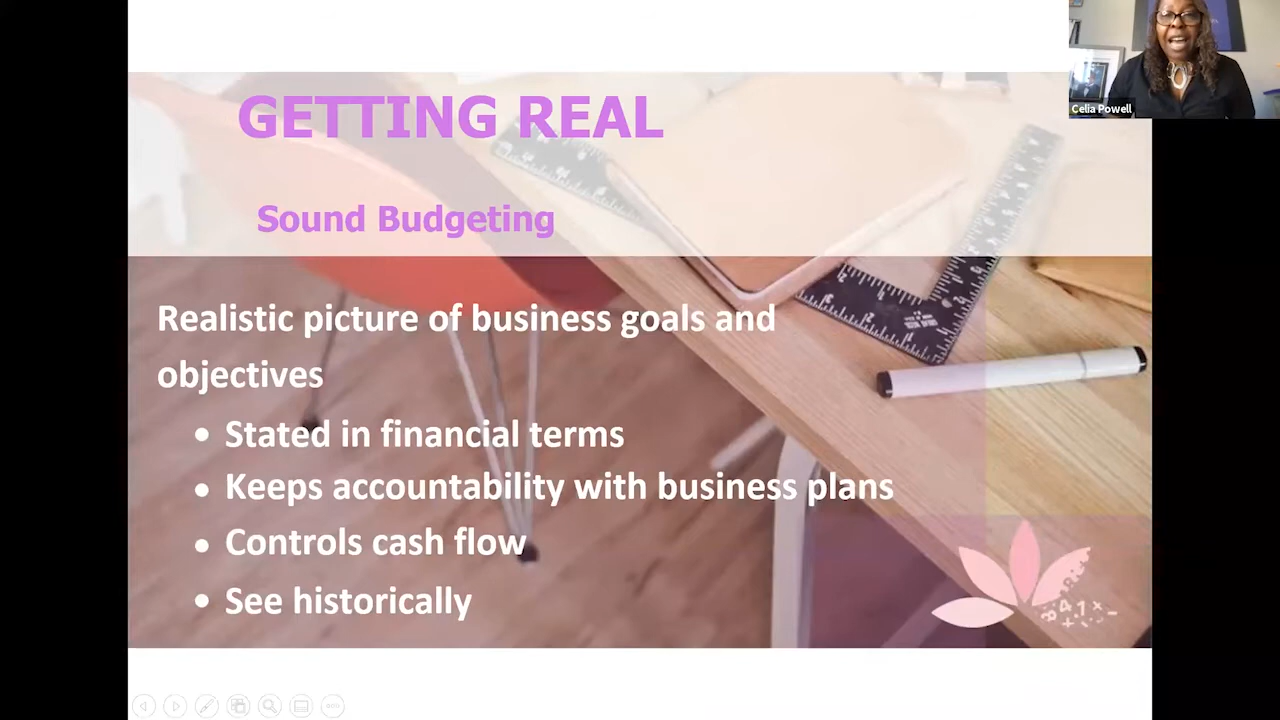 GETTING REAL
Celia Powell
Sound Budgeting
Realistic picture of business goals and
objectives
• Stated in financial terms
• Keeps accountability with business plans
• Controls cash flow
• See historically